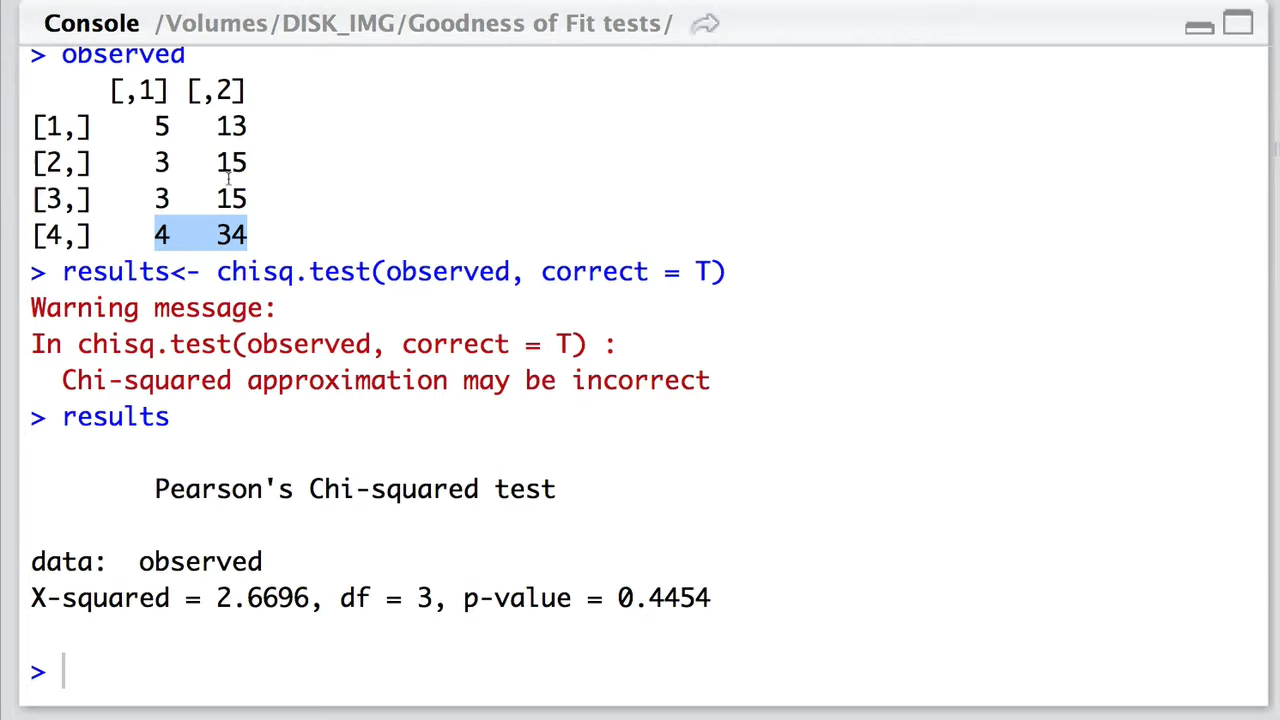 Console /Volumes/DISK_IMG/Goodness of Fit tests/
> observed
     [,1] [,2]
[1,]    5   13
[2,]    3   15
[3,]    3   15
[4,]    4   34
> results<- chisq.test(observed, correct = T)
Warning message:
In chisq.test(observed, correct = T) :
  Chi-squared approximation may be incorrect
> results
        Pearson's Chi-squared test
data:  observed
X-squared = 2.6696, df = 3, p-value = 0.4454
>